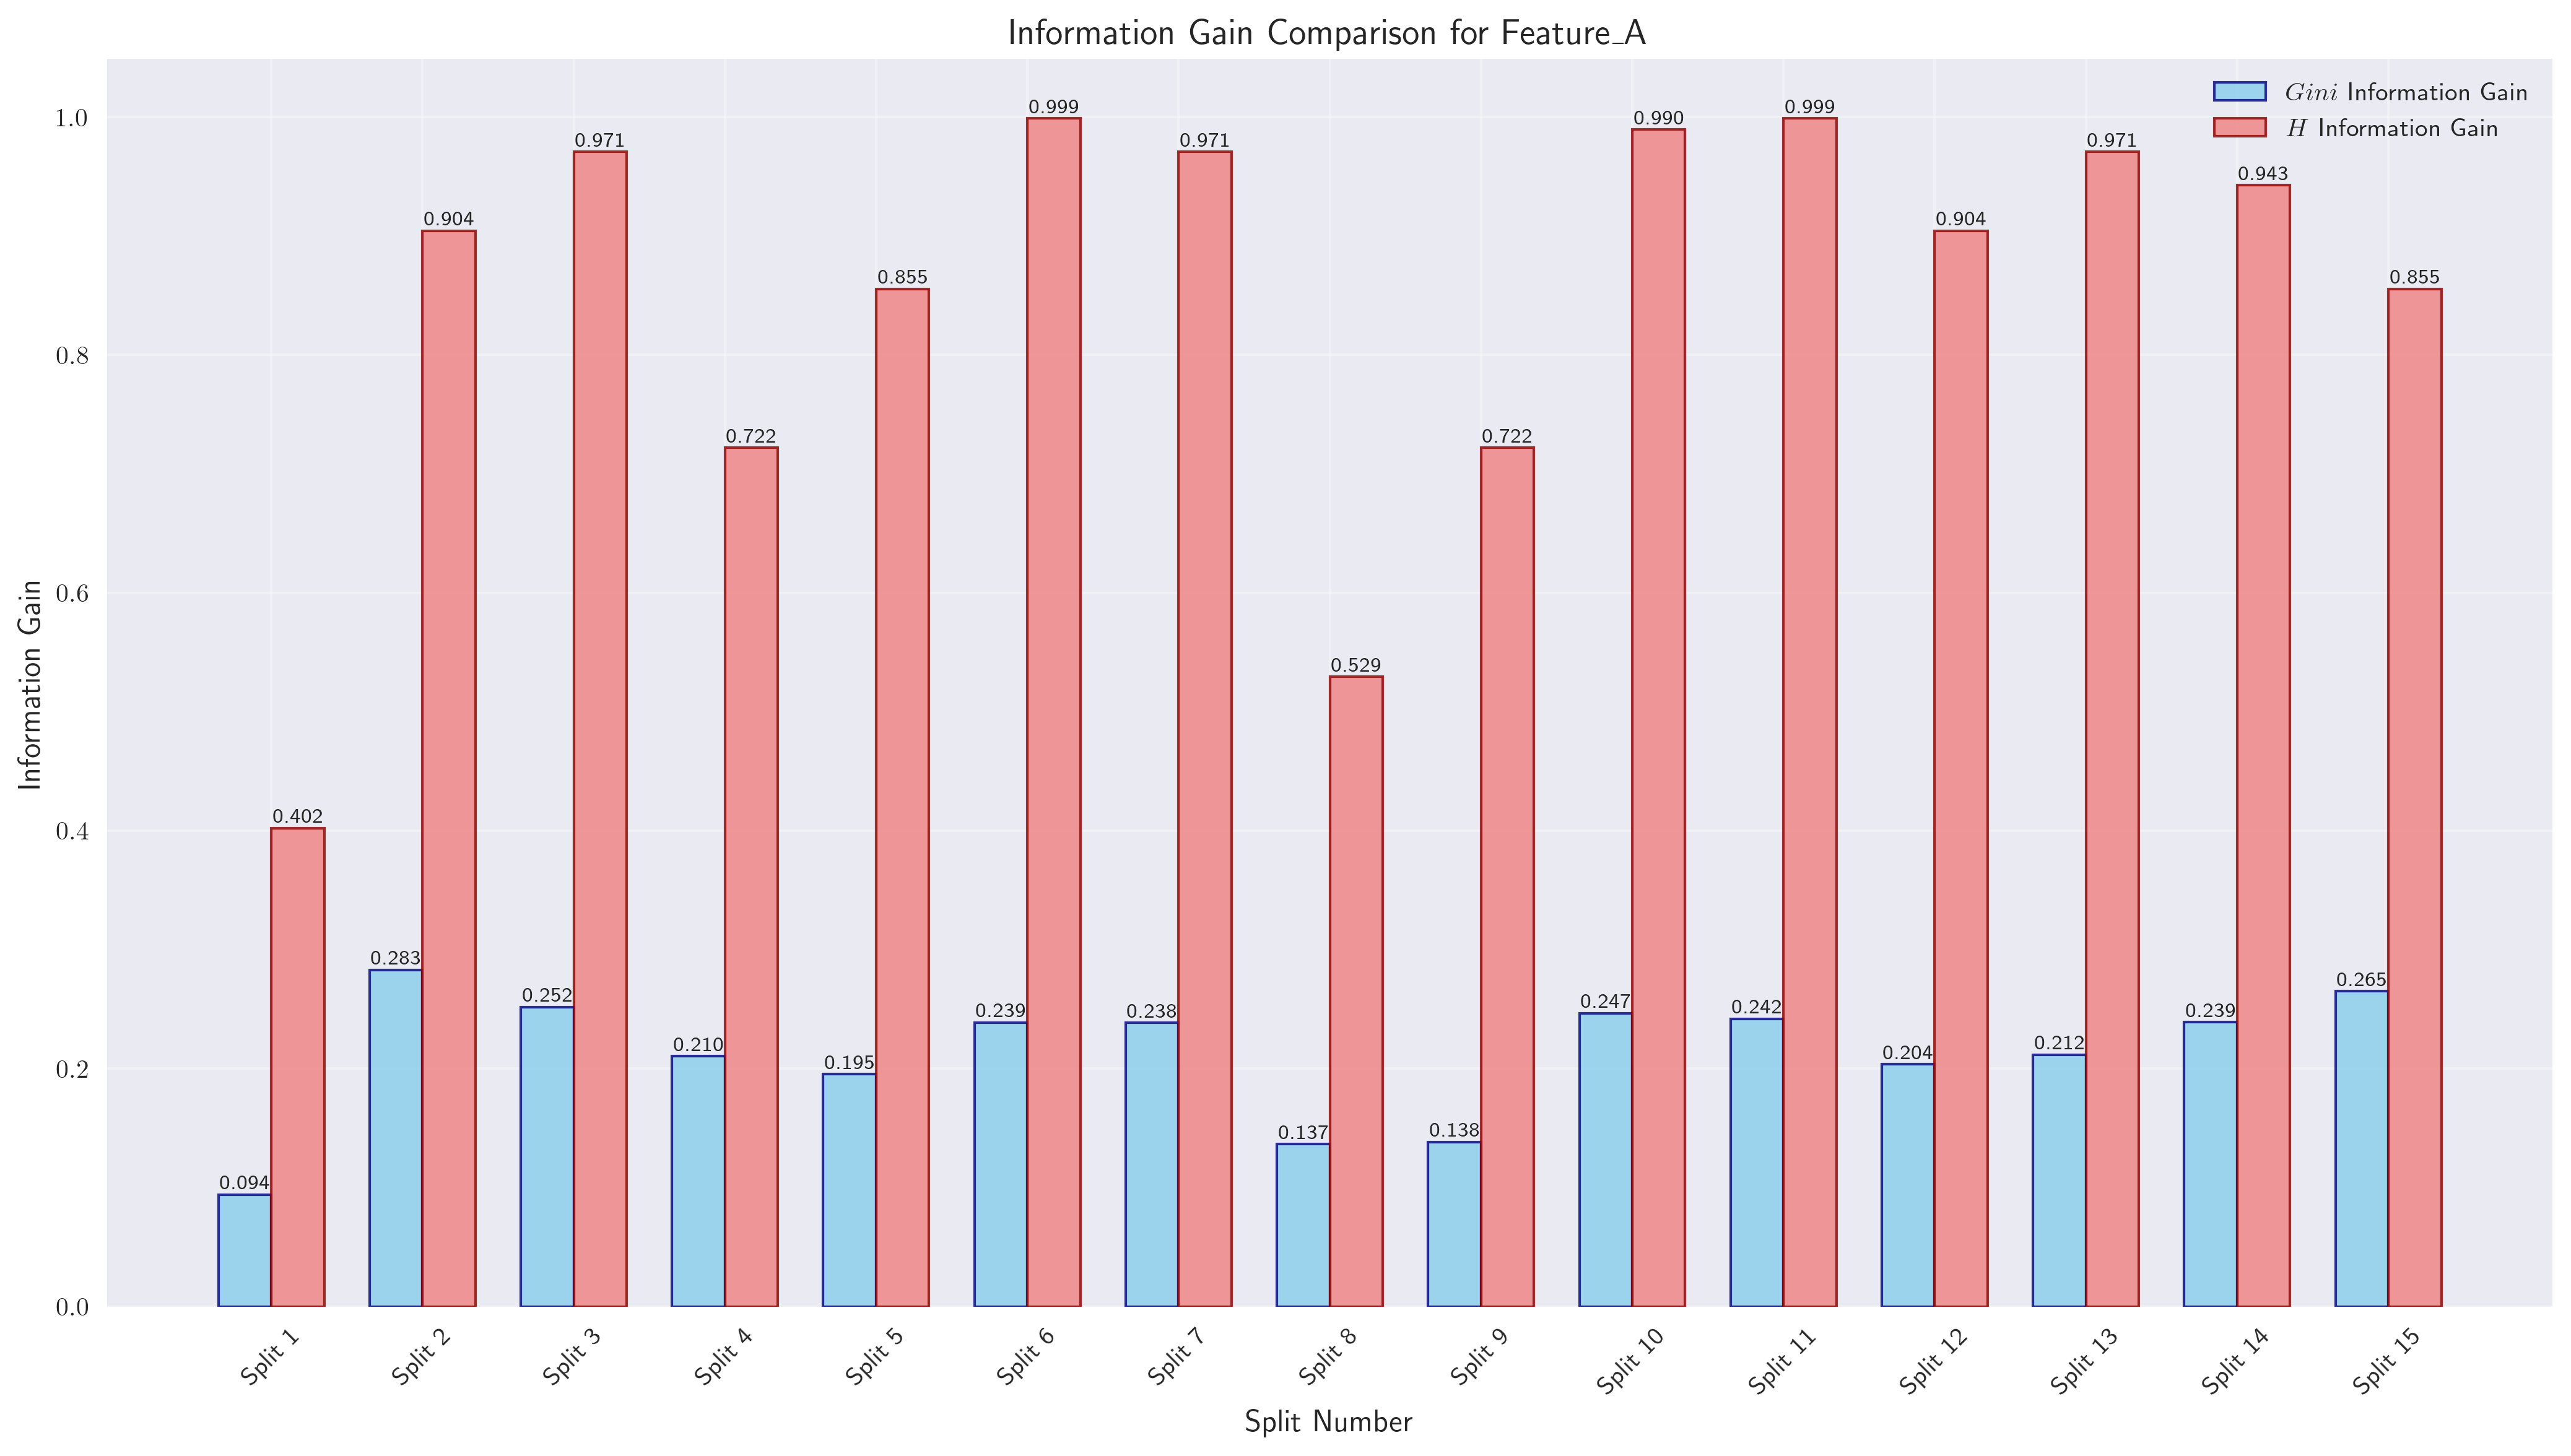 Information Gain Comparison for Feature_A
Gini Information Gain
H Information Gain
Information Gain
1.0
0.8
0.6
0.4
0.2
0.0
0.094
0.402
0.283
0.904
0.252
0.971
0.210
0.722
0.195
0.855
0.239
0.999
0.238
0.971
0.137
0.529
0.138
0.722
0.247
0.990
0.242
0.999
0.204
0.904
0.212
0.971
0.239
0.943
0.265
0.855
Split 1
Split 2
Split 3
Split 4
Split 5
Split 6
Split 7
Split 8
Split 9
Split 10
Split 11
Split 12
Split 13
Split 14
Split 15
Split Number